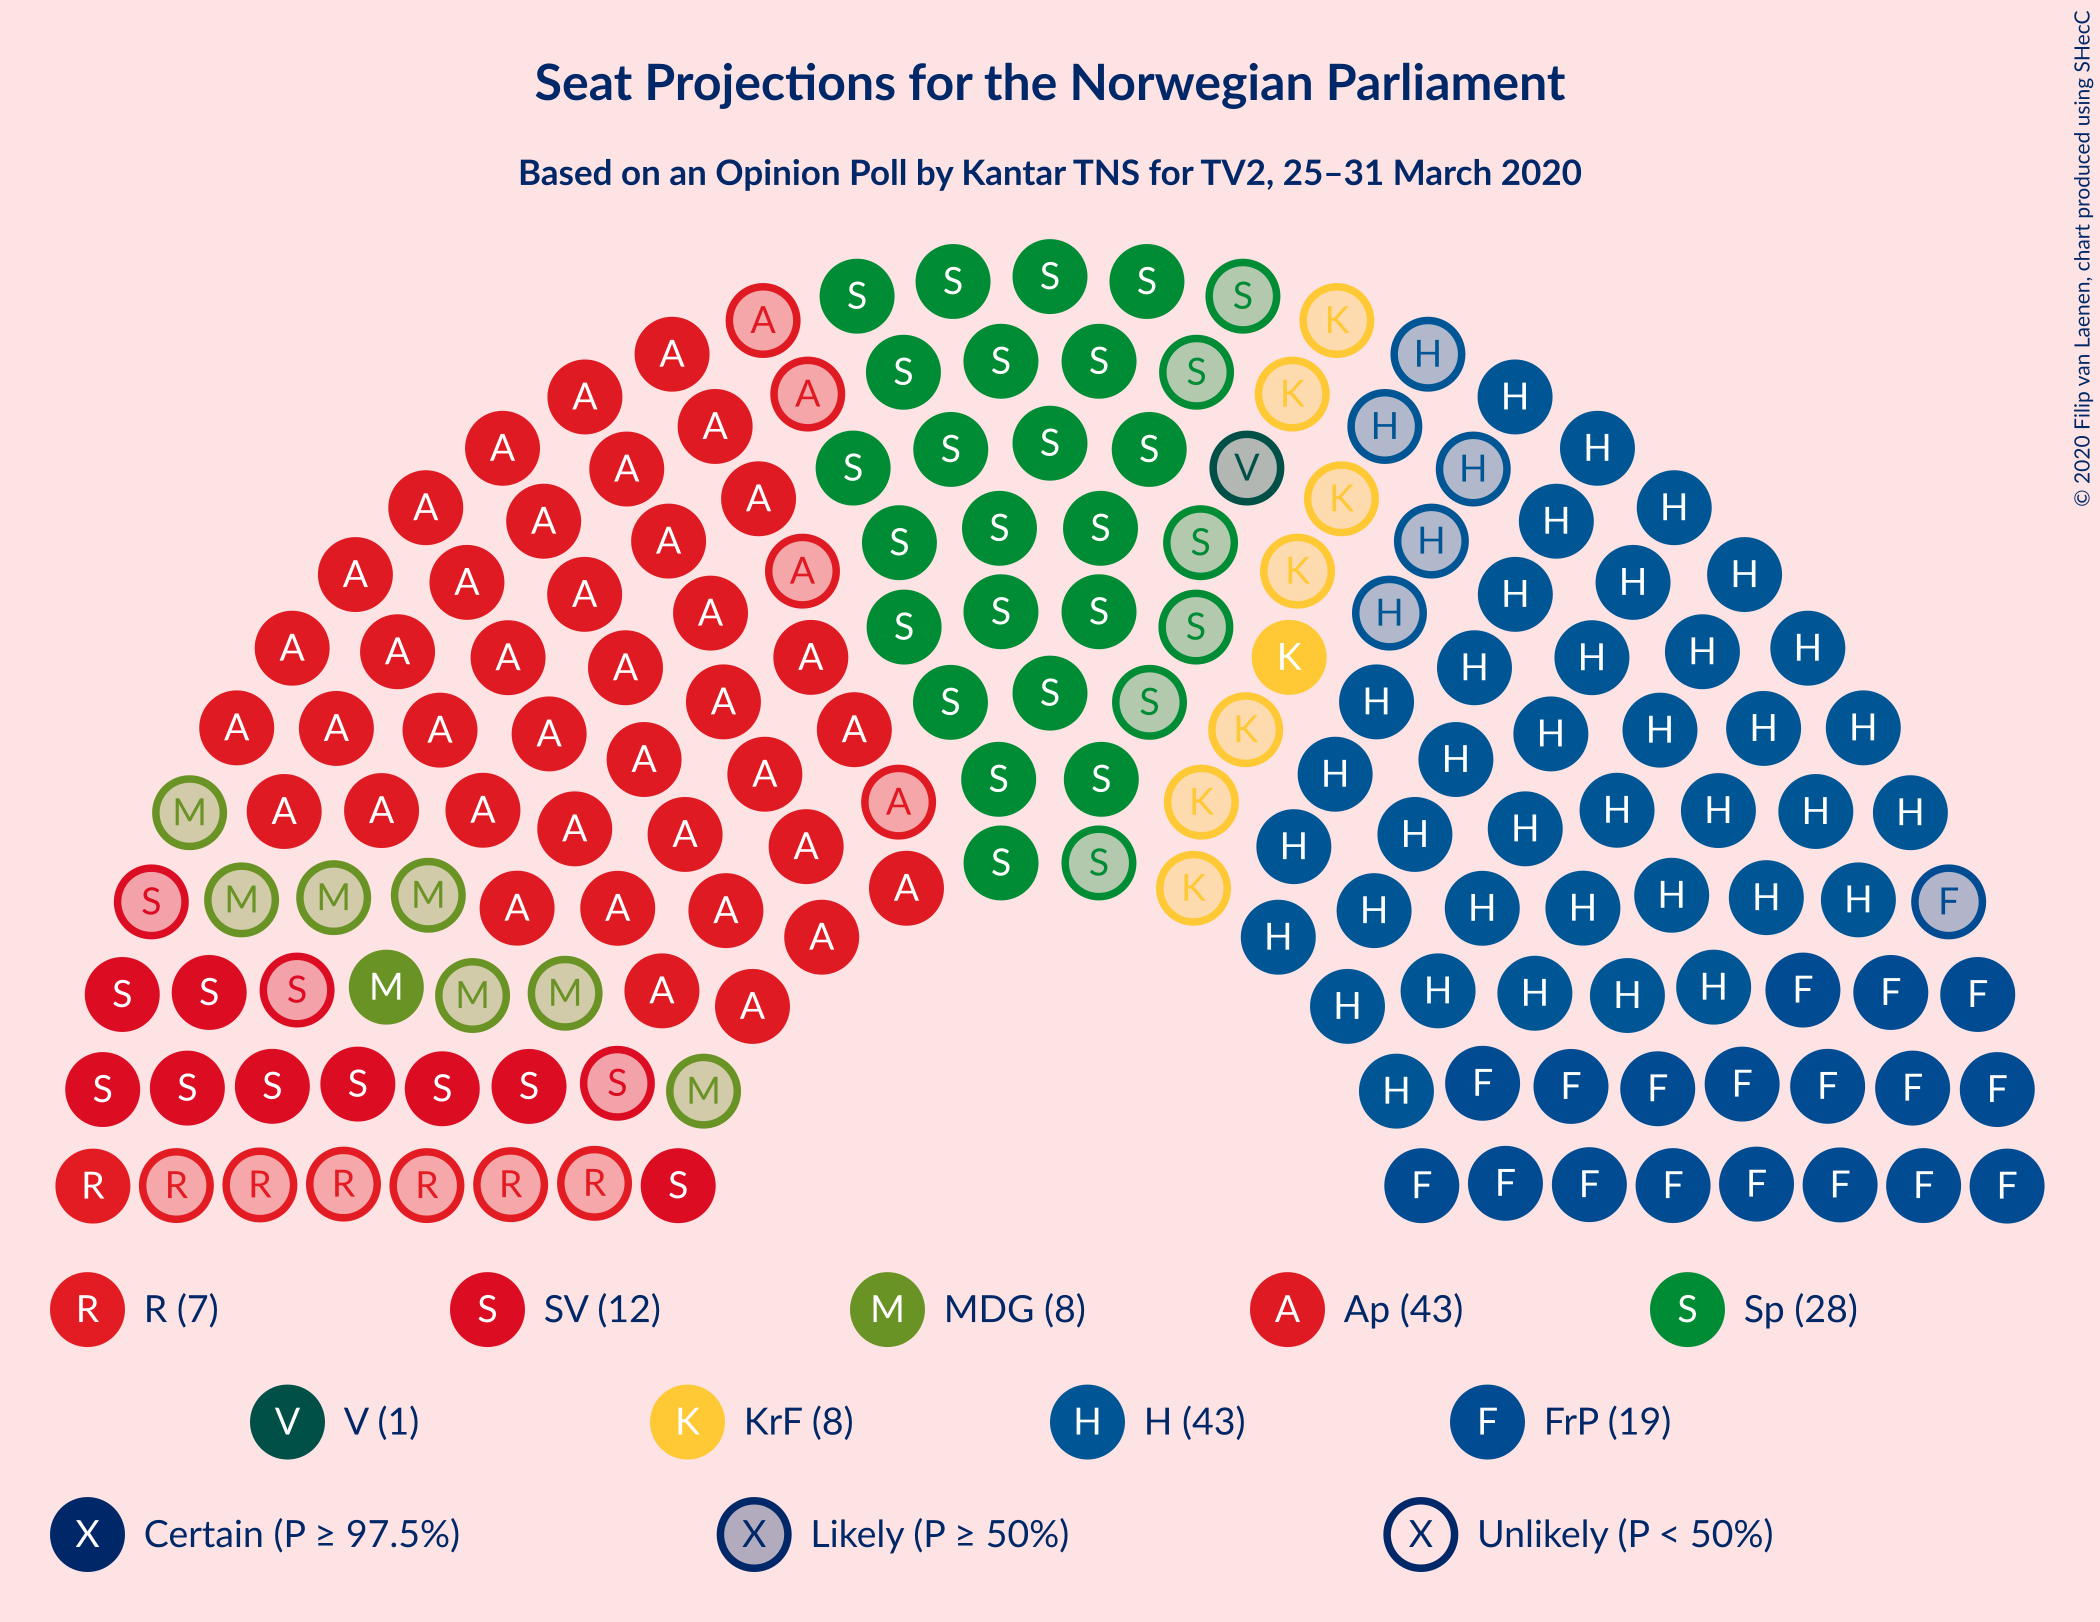 © 2020 Filip van Laenen, chart produced using SHecC
Seat Projections for the Norwegian Parliament
Based on an Opinion Poll by Kantar TNS for TV2, 25–31 March 2020
S S S S S
A A S K
A S S S S K H
A A A S S S V K H H H
A A A A S S S S K H H H
A A A A A S S S S K H H H H
A A A A A A S S S K H H H H H
A A A A A A A S S K H H H H H H
M A A A A A A A S S K H H H H H H H
S M M M A A A A A H H H H H H H F
S S S M M M A A H H H H H F F F
S S S S S S S M H F F F F F F F
R R R R R R R S F F F F F F F F
R R (7) S SV (12) M MDG (8) A Ap (43) S Sp (28)
V V (1) K KrF (8) H H (43) F FrP (19)
X Certain (P ≥ 97.5%) X Likely (P ≥ 50%) X Unlikely (P < 50%)